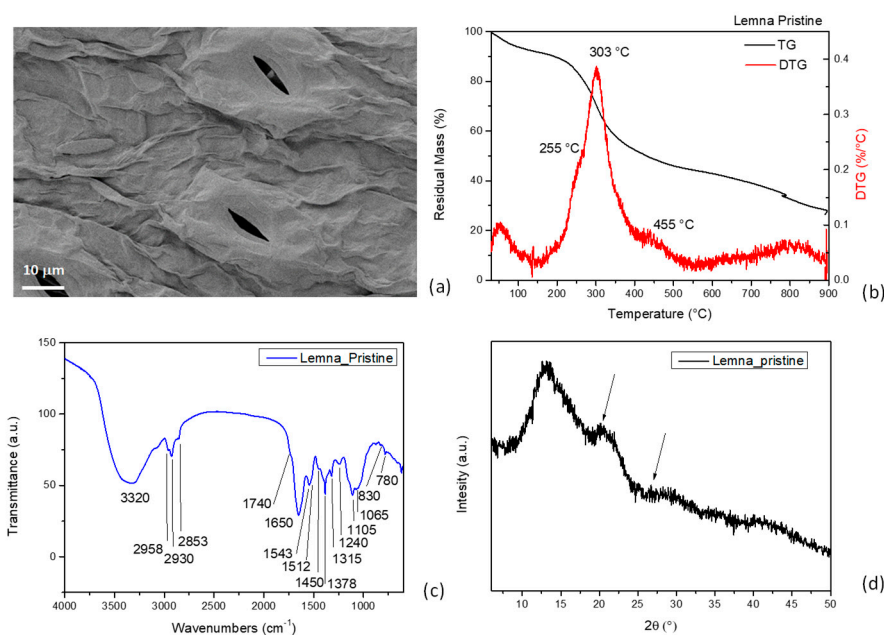 10 μm
(a)
Lemna Pristine
TG
DTG
303 °C
255 °C
455 °C
100
80
60
40
20
0
0.4
0.3
0.2
0.1
0.0
Residual Mass (%)
DTG (%/°C)
100 200 300 400 500 600 700 800 900
Temperature (°C)
(b)
Lemna_Pristine
150
100
50
0
Transmittance (a.u.)
3320
2958
2930
2853
1740
1650
1543
1512
1450
1378
1315
1240
1105
1065
830
780
4000 3500 3000 2500 2000 1500 1000
Wavenumbers (cm⁻¹)
(c)
Lemna_pristine
Intesity (a.u.)
10 15 20 25 30 35 40 45 50
2θ (°)
(d)